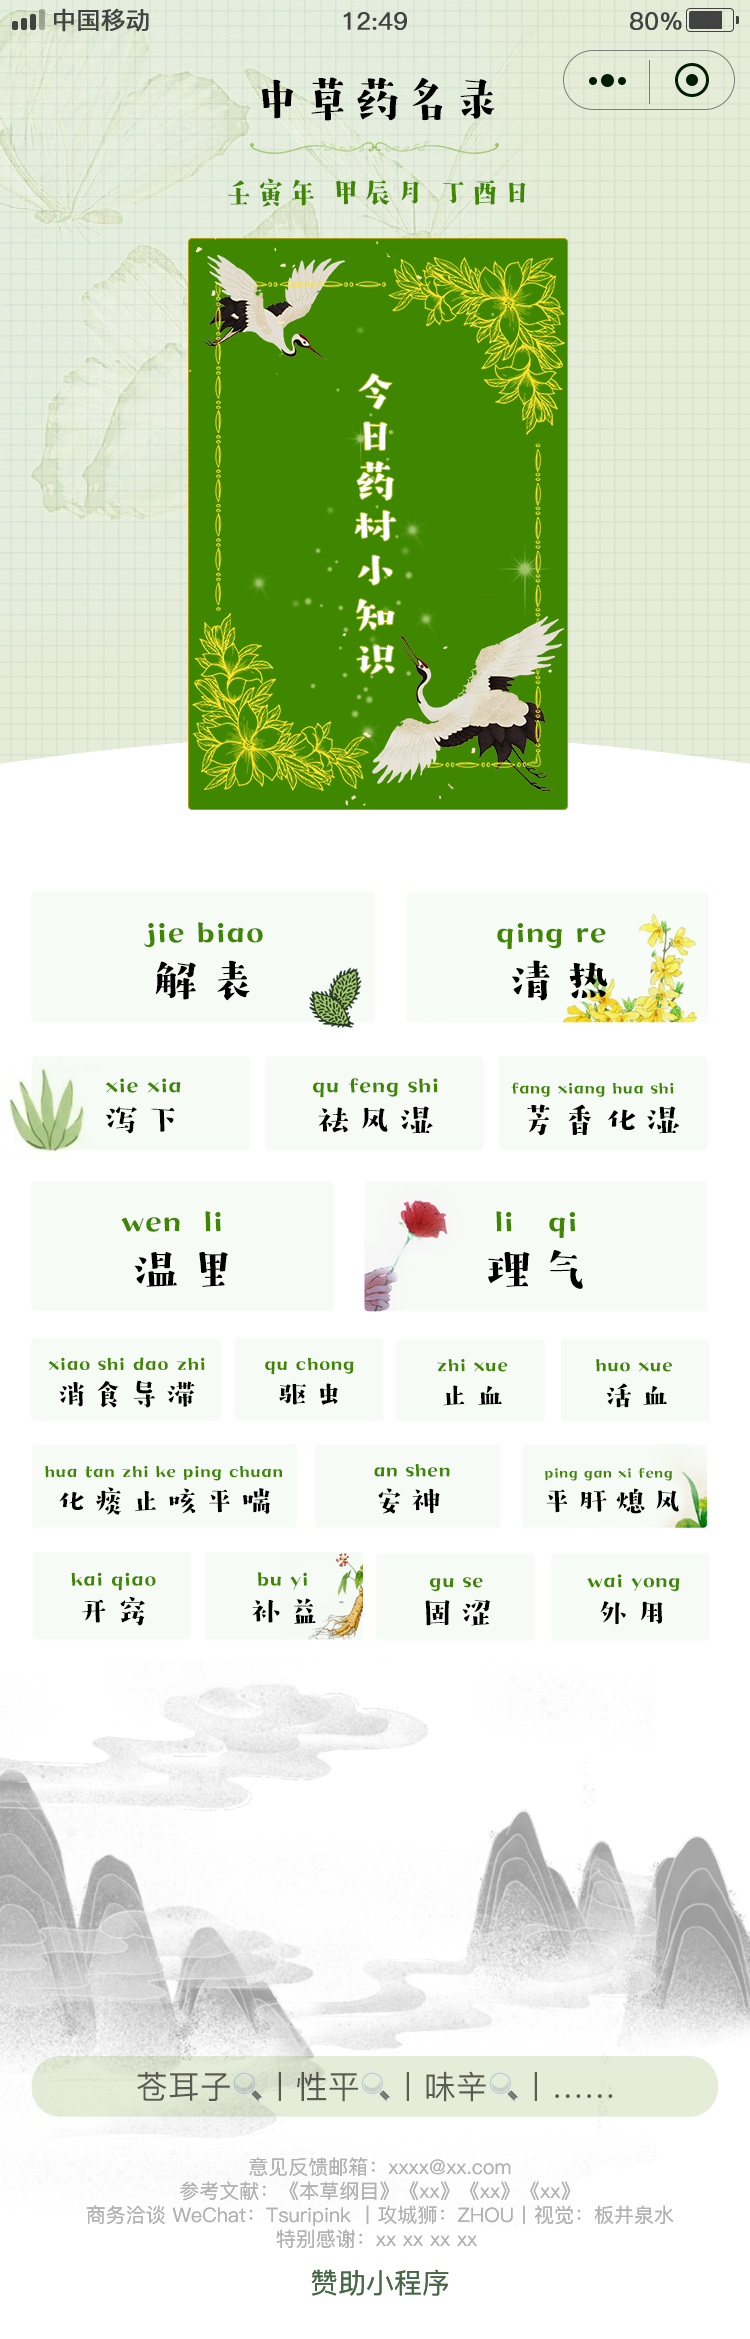 中国移动 12:49 80%
中草药名录
壬寅年 甲辰月 丁酉日
今日药材小知识
jie biao
解表
qing re
清热
xie xia
泻下
qu feng shi
祛风湿
fang xiang hua shi
芳香化湿
wen li
温里
li qi
理气
xiao shi dao zhi
消食导滞
qu chong
驱虫
zhi xue
止血
huo xue
活血
hua tan zhi ke ping chuan
化痰止咳平喘
an shen
安神
ping gan xi feng
平肝熄风
kai qiao
开窍
bu yi
补益
gu se
固涩
wai yong
外用
苍耳子🔍 | 性平🔍 | 味辛🔍 | ……
意见反馈邮箱：xxxx@xx.com
参考文献：《本草纲目》《xx》《xx》《xx》
商务洽谈 WeChat：Tsuripink | 攻城狮：ZHOU | 视觉：板井泉水
特别感谢：xx xx xx xx
赞助小程序